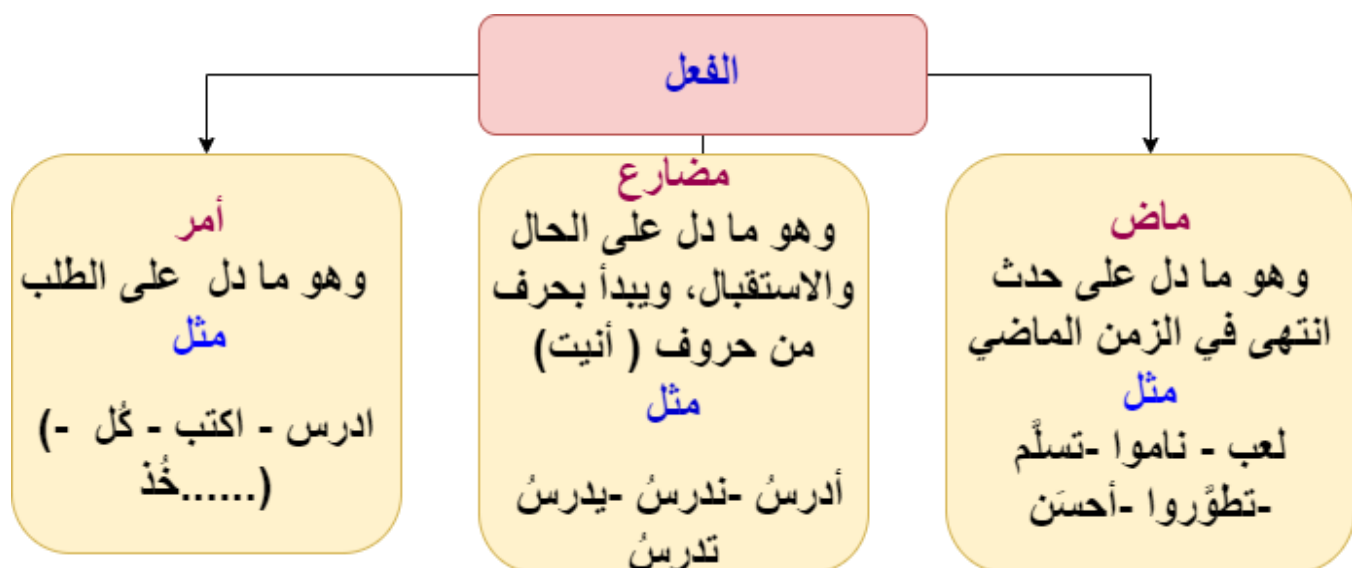 الفعل
ماض
وهو ما دل على حدث
انتهى في الزمن الماضي
مثل
لعب - ناموا -تسلَّم
-تطوَّروا -أحسَن
مضارع
وهو ما دل على الحال
والاستقبال، ويبدأ بحرف
من حروف ( أنيت)
مثل
أدرسُ -ندرسُ -يدرسُ
تدرسُ
أمر
وهو ما دل على الطلب
مثل
(ادرس - اكتب - كُل -
خُذ......)